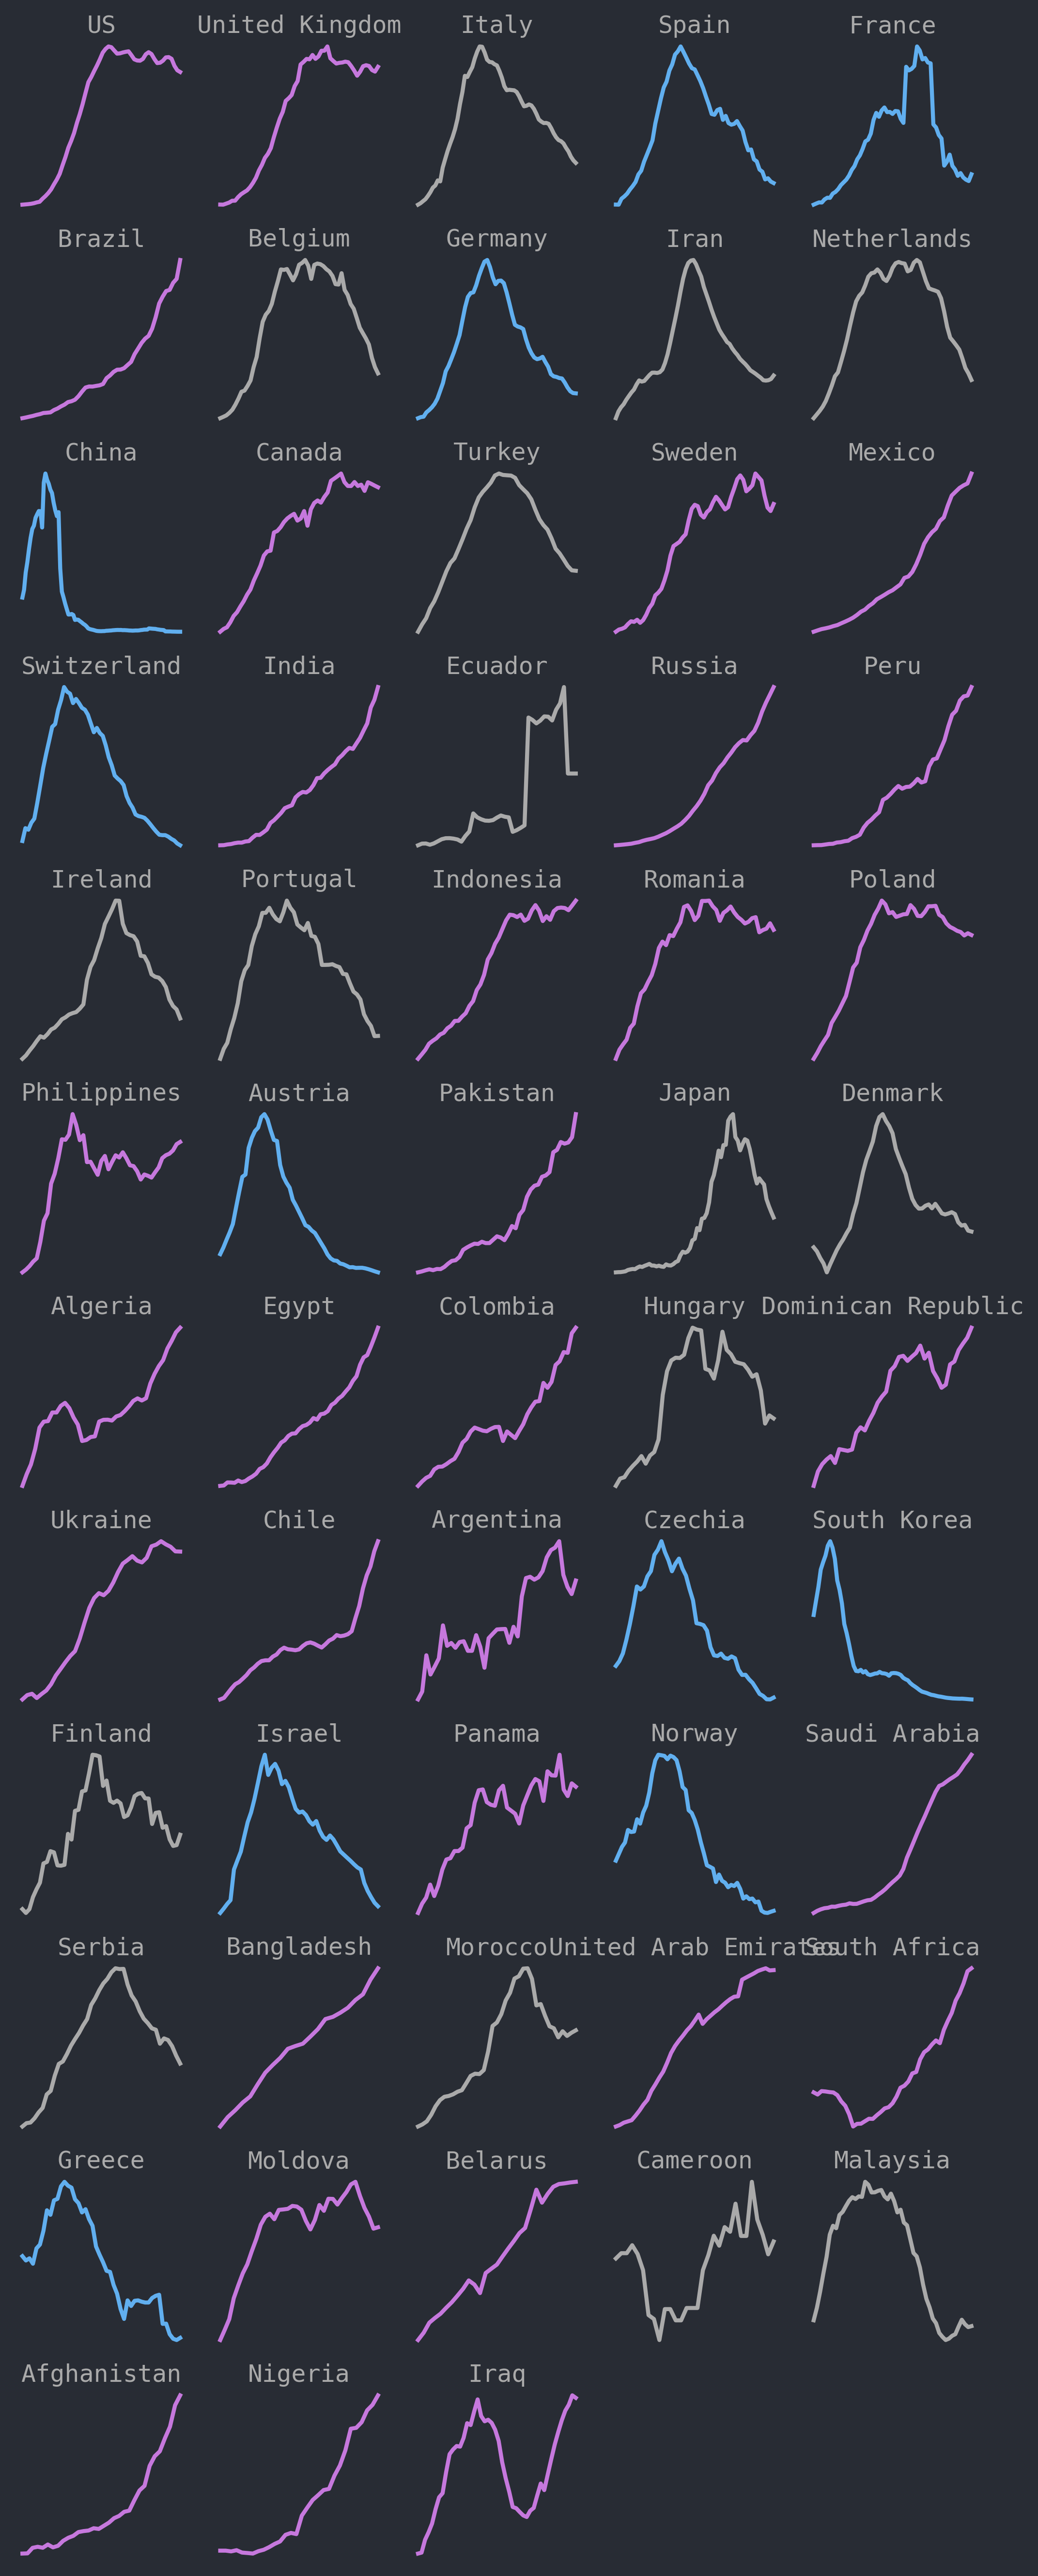 US United Kingdom Italy Spain France
Brazil Belgium Germany Iran Netherlands
China Canada Turkey Sweden Mexico
Switzerland India Ecuador Russia Peru
Ireland Portugal Indonesia Romania Poland
Philippines Austria Pakistan Japan Denmark
Algeria Egypt Colombia Hungary Dominican Republic
Ukraine Chile Argentina Czechia South Korea
Finland Israel Panama Norway Saudi Arabia
Serbia Bangladesh Morocco United Arab Emirates South Africa
Greece Moldova Belarus Cameroon Malaysia
Afghanistan Nigeria Iraq